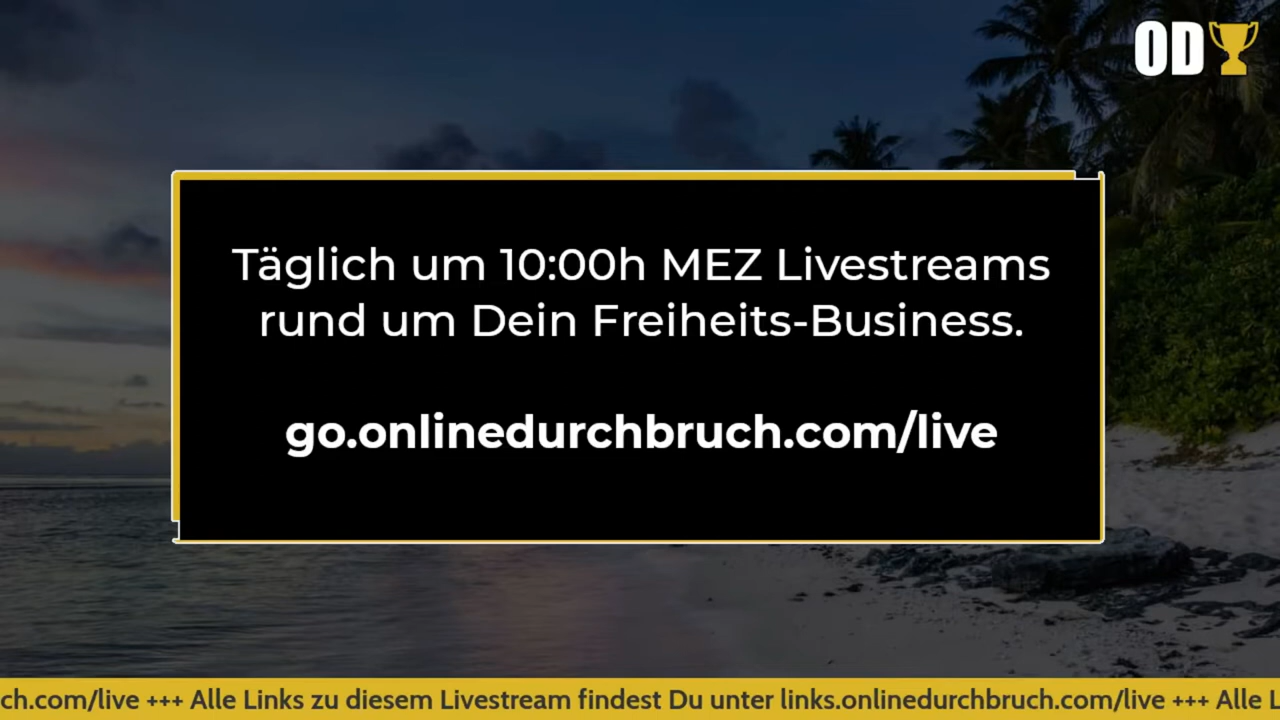 OD
Täglich um 10:00h MEZ Livestreams
rund um Dein Freiheits-Business.
go.onlinedurchbruch.com/live
ch.com/live +++ Alle Links zu diesem Livestream findest Du unter links.onlinedurchbruch.com/live +++ Alle L